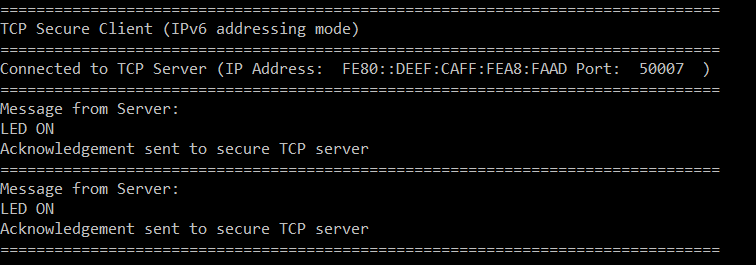 ========================================================================
TCP Secure Client (IPv6 addressing mode)
========================================================================
Connected to TCP Server (IP Address:  FE80::DEEF:CAFF:FEA8:FAAD Port:  50007  )
========================================================================
Message from Server:
LED ON
Acknowledgement sent to secure TCP server
========================================================================
Message from Server:
LED ON
Acknowledgement sent to secure TCP server
========================================================================